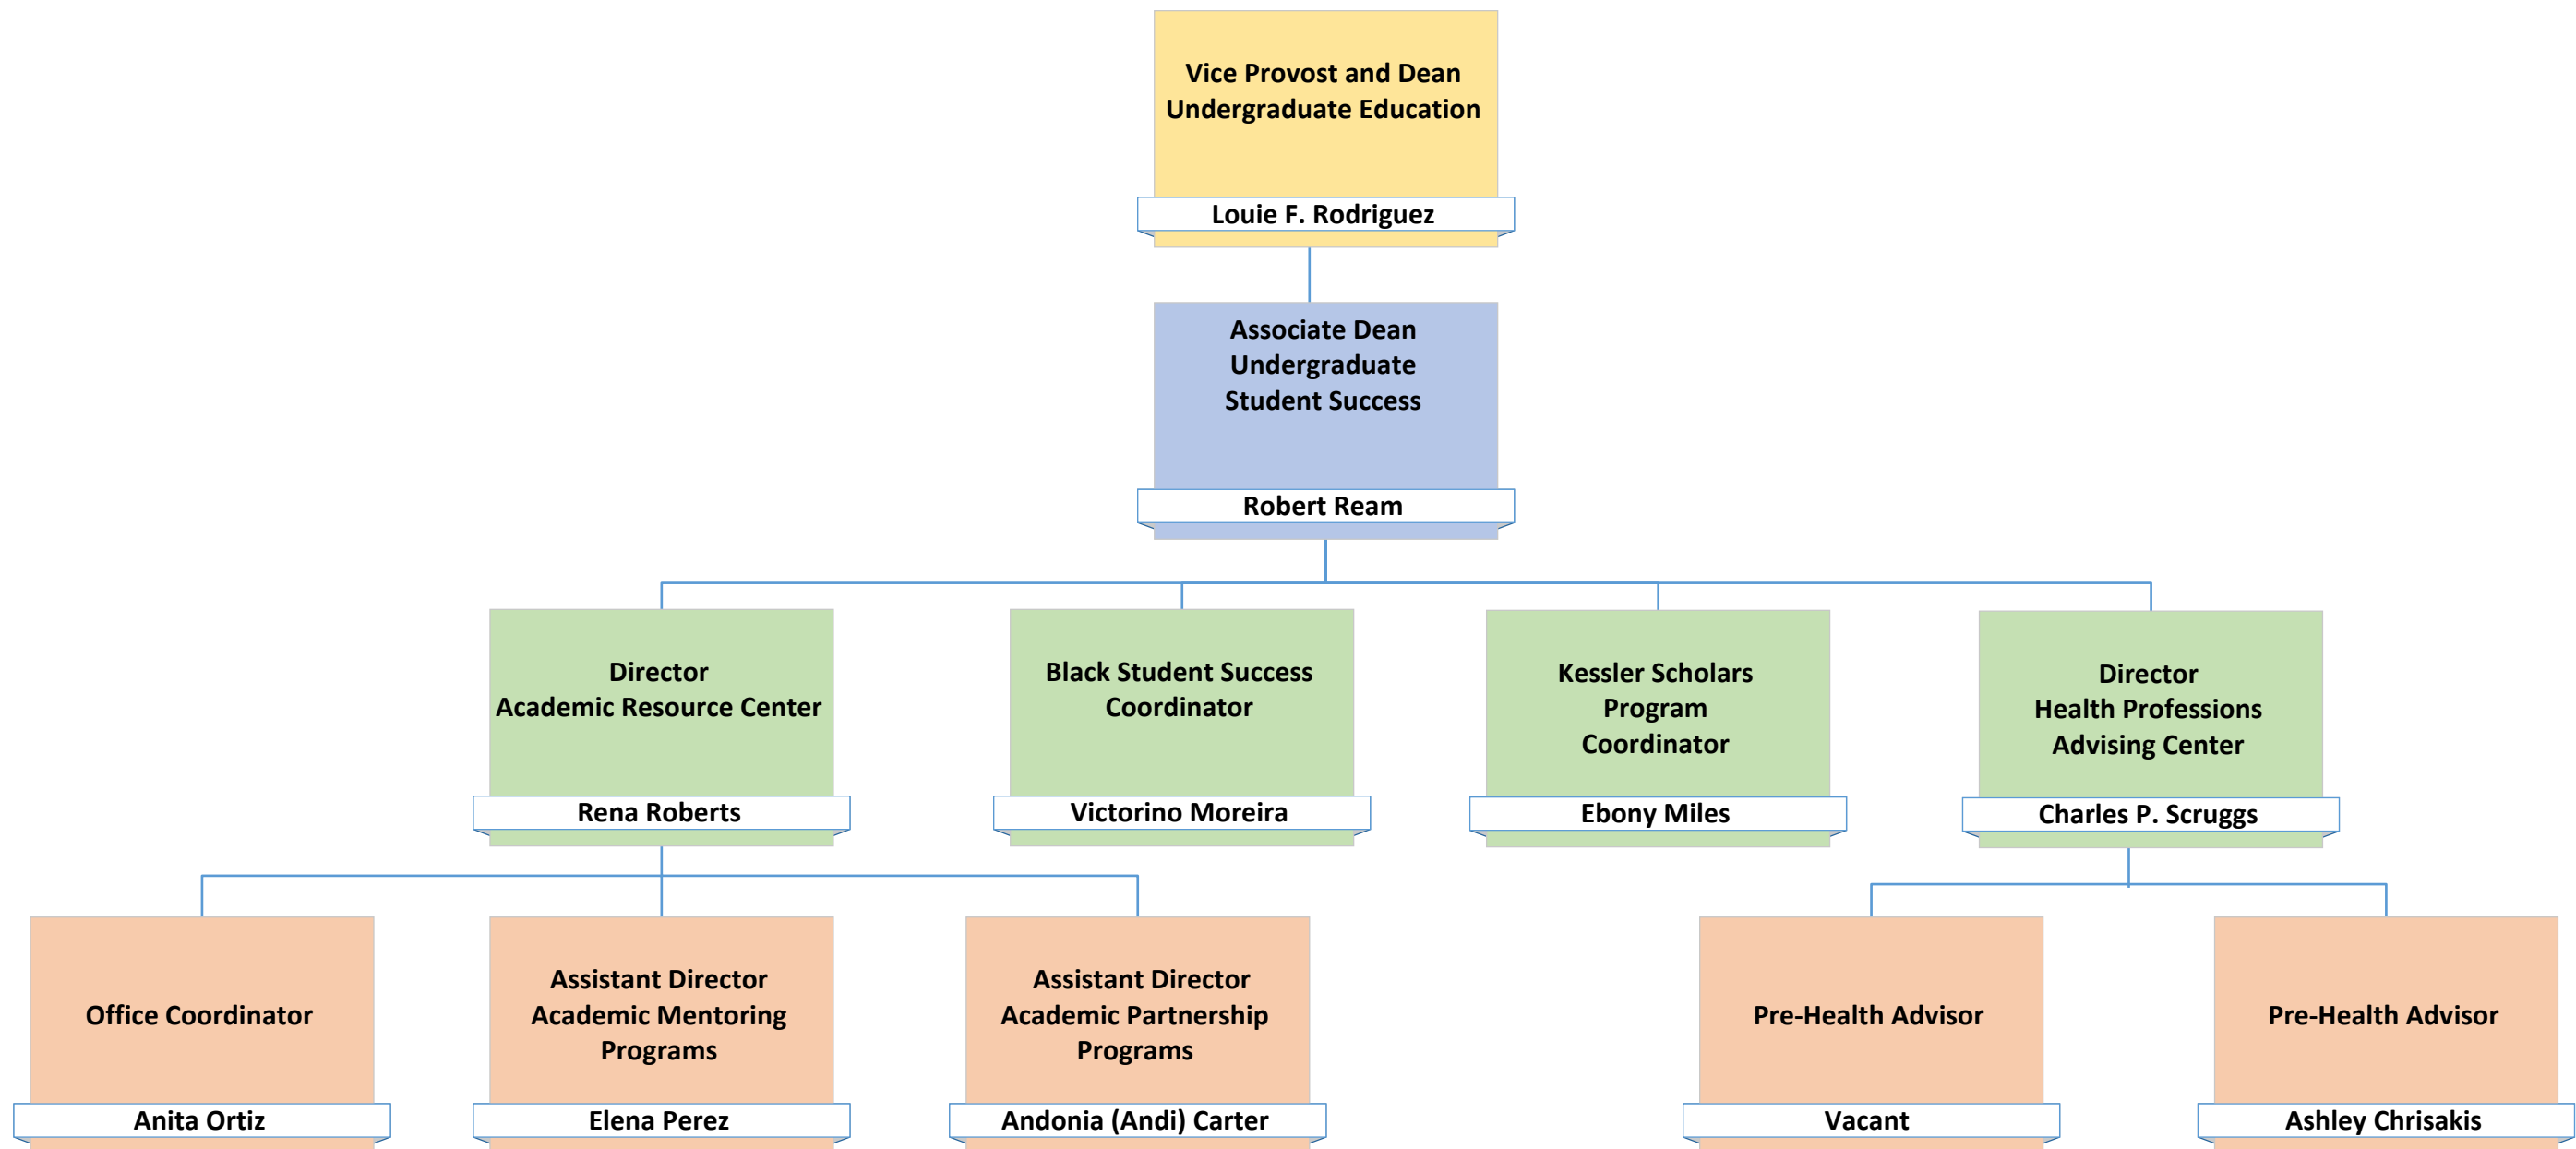 Vice Provost and Dean
Undergraduate Education
Louie F. Rodriguez
Associate Dean
Undergraduate
Student Success
Robert Ream
Director
Academic Resource Center
Rena Roberts
Black Student Success
Coordinator
Victorino Moreira
Kessler Scholars
Program
Coordinator
Ebony Miles
Director
Health Professions
Advising Center
Charles P. Scruggs
Office Coordinator
Anita Ortiz
Assistant Director
Academic Mentoring
Programs
Elena Perez
Assistant Director
Academic Partnership
Programs
Andonia (Andi) Carter
Pre-Health Advisor
Vacant
Pre-Health Advisor
Ashley Chrisakis